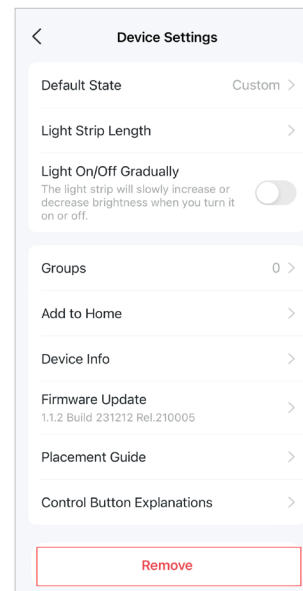 Device Settings
Default State Custom
Light Strip Length
Light On/Off Gradually
The light strip will slowly increase or
decrease brightness when you turn it
on or off.
Groups 0
Add to Home
Device Info
Firmware Update
1.1.2 Build 231212 Rel.210005
Placement Guide
Control Button Explanations
Remove